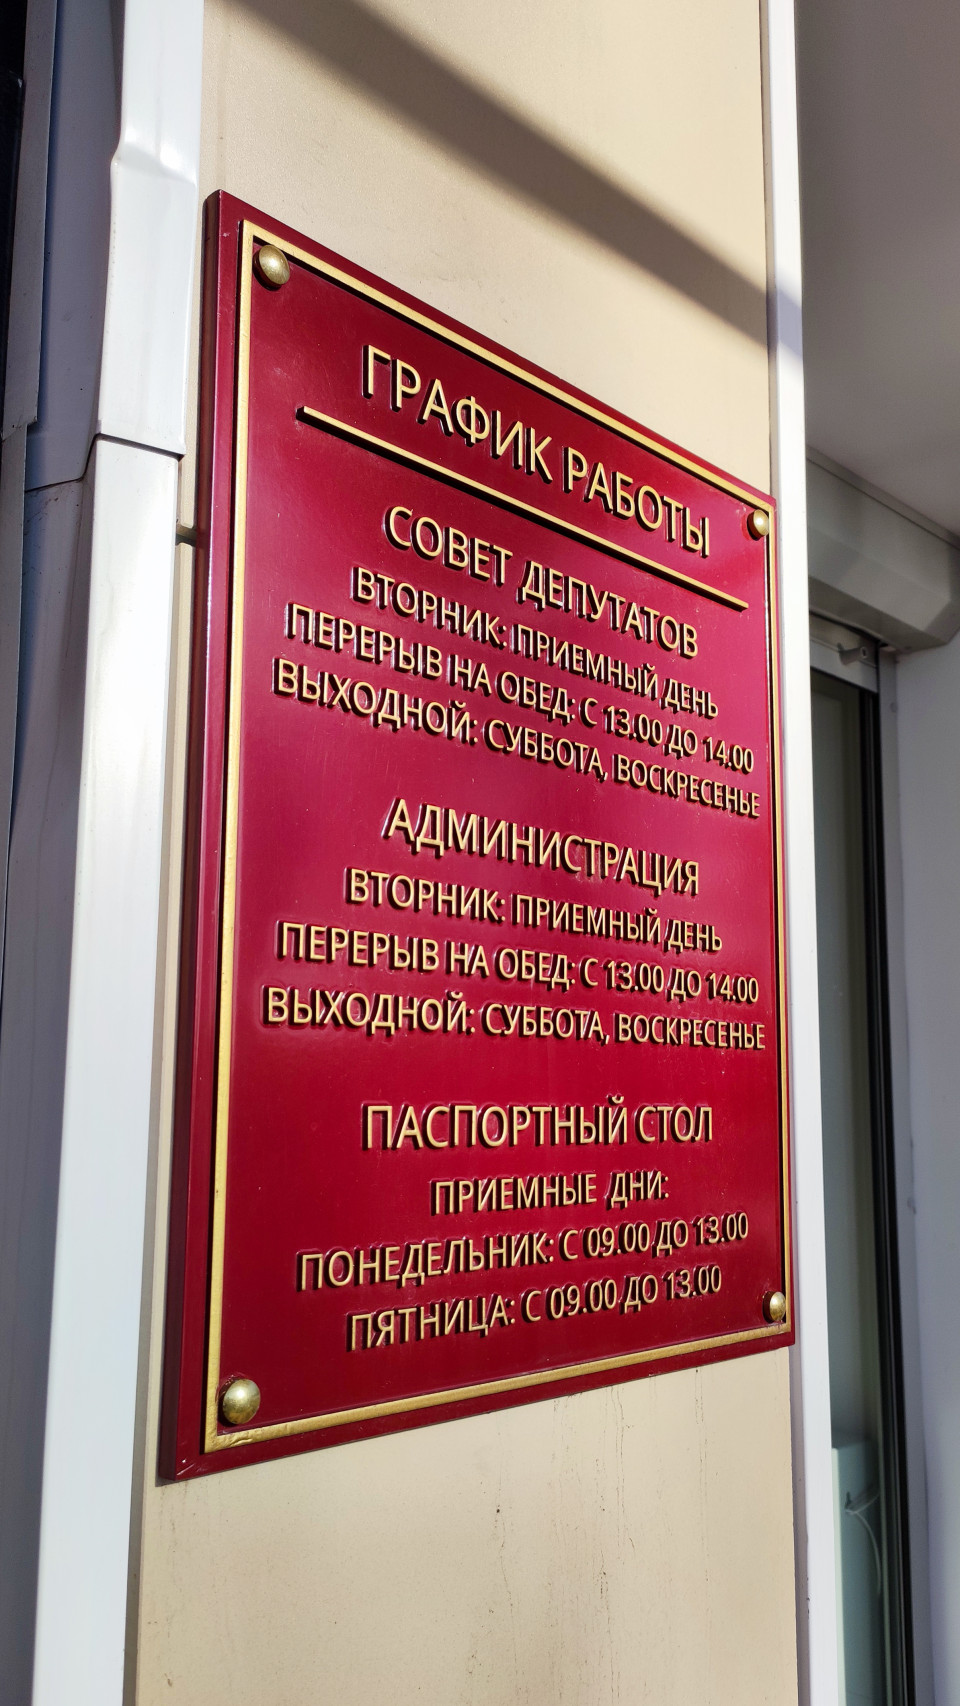 ГРАФИК РАБОТЫ
СОВЕТ ДЕПУТАТОВ
ВТОРНИК: ПРИЕМНЫЙ ДЕНЬ
ПЕРЕРЫВ НА ОБЕД: С 13.00 ДО 14.00
ВЫХОДНОЙ: СУББОТА, ВОСКРЕСЕНЬЕ
АДМИНИСТРАЦИЯ
ВТОРНИК: ПРИЕМНЫЙ ДЕНЬ
ПЕРЕРЫВ НА ОБЕД: С 13.00 ДО 14.00
ВЫХОДНОЙ: СУББОТА, ВОСКРЕСЕНЬЕ
ПАСПОРТНЫЙ СТОЛ
ПРИЕМНЫЕ ДНИ:
ПОНЕДЕЛЬНИК: С 09.00 ДО 13.00
ПЯТНИЦА: С 09.00 ДО 13.00